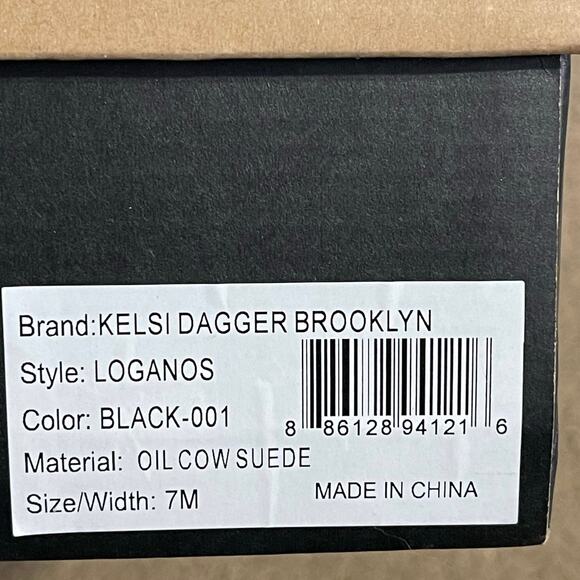 Brand:KELSI DAGGER BROOKLYN
Style: LOGANOS
Color: BLACK-001
8 86128 94121 6
Material: OIL COW SUEDE
Size/Width: 7M
MADE IN CHINA